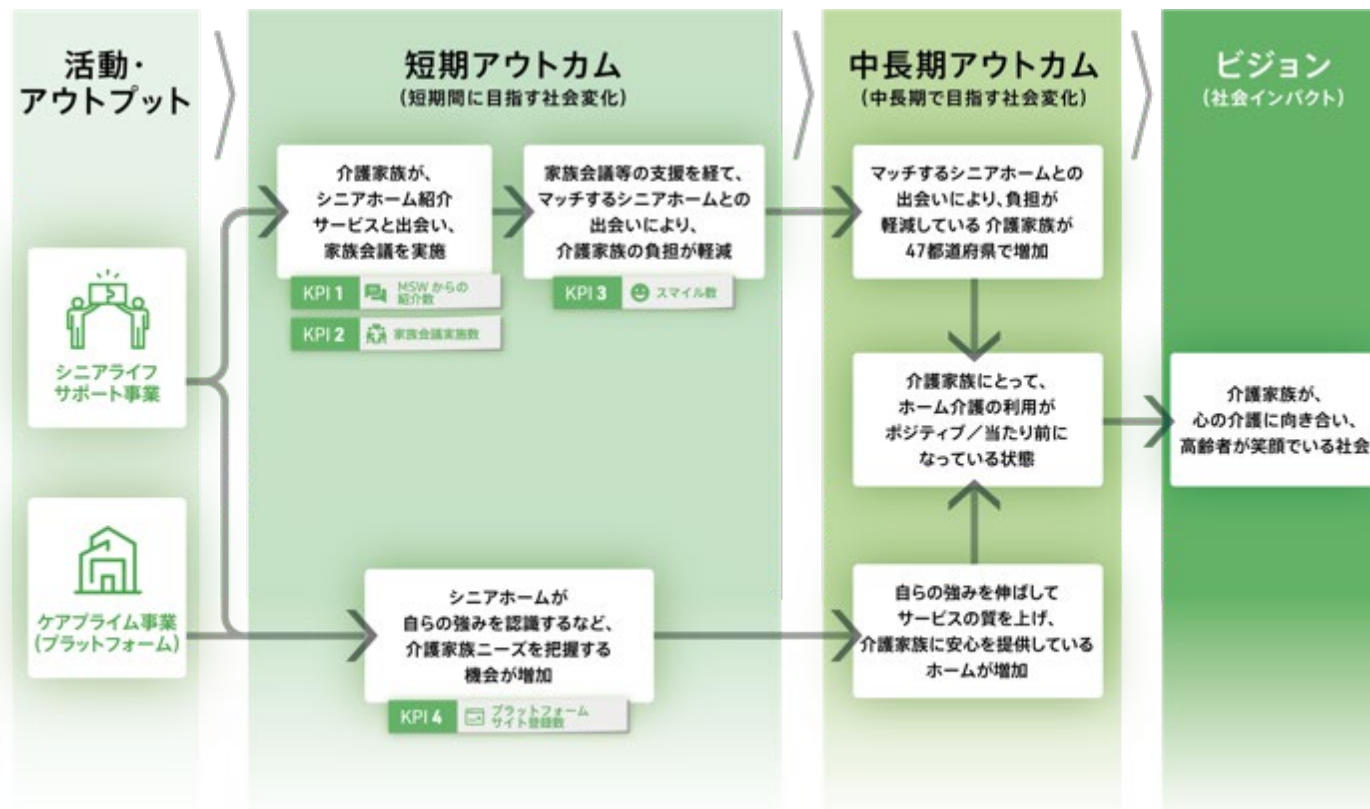 活動・
アウトプット
短期アウトカム
(短期間に目指す社会変化)
中長期アウトカム
(中長期で目指す社会変化)
ビジョン
(社会インパクト)
シニアライフ
サポート事業
ケアプライム事業
(プラットフォーム)
介護家族が、
シニアホーム紹介
サービスと出会い、
家族会議を実施
KPI 1
MSWからの
紹介数
KPI 2
家族会議実施数
家族会議等の支援を経て、
マッチするシニアホームとの
出会いにより、
介護家族の負担が軽減
KPI 3
スマイル数
シニアホームが
自らの強みを認識するなど、
介護家族ニーズを把握する
機会が増加
KPI 4
プラットフォーム
サイト登録数
マッチするシニアホームとの
出会いにより、負担が
軽減している 介護家族が
47都道府県で増加
介護家族にとって、
ホーム介護の利用が
ポジティブ/当たり前に
なっている状態
自らの強みを伸ばして
サービスの質を上げ、
介護家族に安心を提供している
ホームが増加
介護家族が、
心の介護に向き合い、
高齢者が笑顔でいる社会